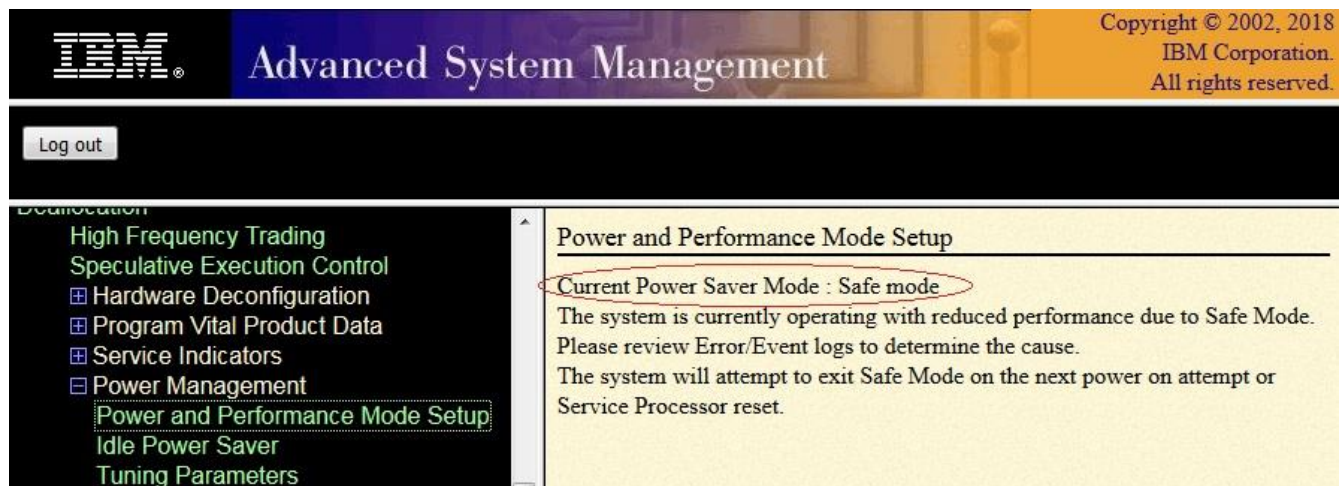 IBM®
Advanced System Management
Copyright © 2002, 2018
IBM Corporation.
All rights reserved.
Log out
Deallocation
High Frequency Trading
Speculative Execution Control
Hardware Deconfiguration
Program Vital Product Data
Service Indicators
Power Management
Power and Performance Mode Setup
Idle Power Saver
Tuning Parameters
Power and Performance Mode Setup
Current Power Saver Mode : Safe mode
The system is currently operating with reduced performance due to Safe Mode.
Please review Error/Event logs to determine the cause.
The system will attempt to exit Safe Mode on the next power on attempt or
Service Processor reset.